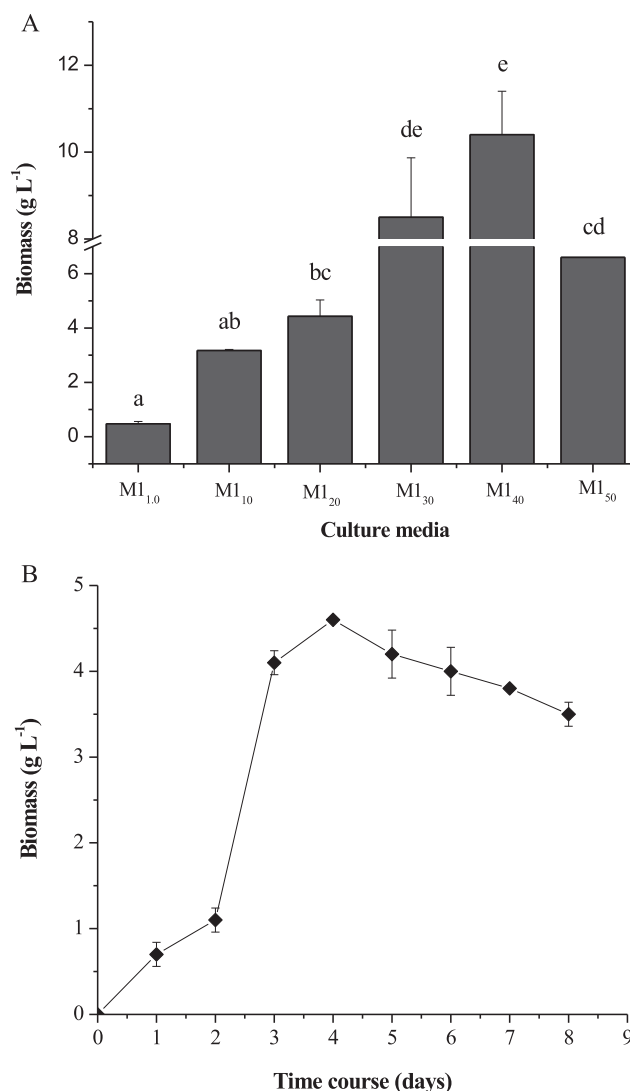 A
12
10
8
6
4
2
0
Biomass (g L⁻¹)
a
ab
bc
de
e
cd
M1₁.₀ M1₁₀ M1₂₀ M1₃₀ M1₄₀ M1₅₀
Culture media
B
5
4
3
2
1
0
Biomass (g L⁻¹)
0 1 2 3 4 5 6 7 8 9
Time course (days)